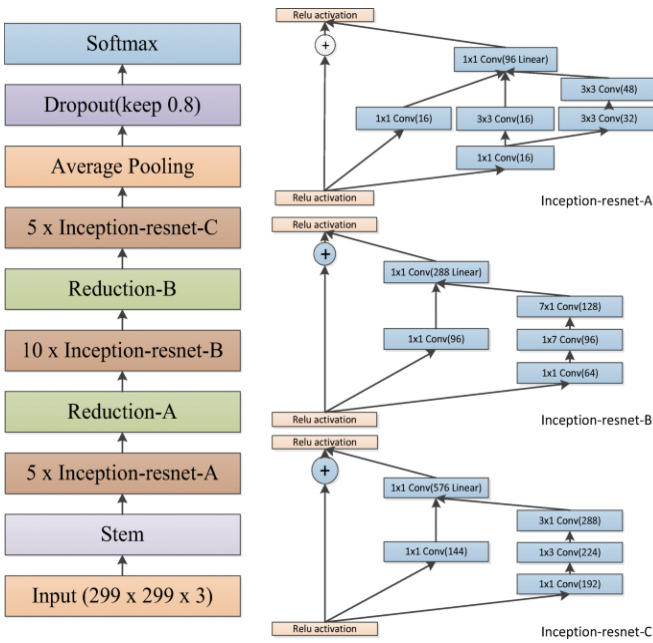 Softmax
Dropout(keep 0.8)
Average Pooling
5 x Inception-resnet-C
Reduction-B
10 x Inception-resnet-B
Reduction-A
5 x Inception-resnet-A
Stem
Input (299 x 299 x 3)
Relu activation
+
1x1 Conv(96 Linear)
3x3 Conv(48)
1x1 Conv(16)
3x3 Conv(16)
3x3 Conv(32)
1x1 Conv(16)
Relu activation
Inception-resnet-A
Relu activation
+
1x1 Conv(288 Linear)
7x1 Conv(128)
1x1 Conv(96)
1x7 Conv(96)
1x1 Conv(64)
Relu activation
Inception-resnet-B
Relu activation
+
1x1 Conv(576 Linear)
3x1 Conv(288)
1x1 Conv(144)
1x3 Conv(224)
1x1 Conv(192)
Relu activation
Inception-resnet-C